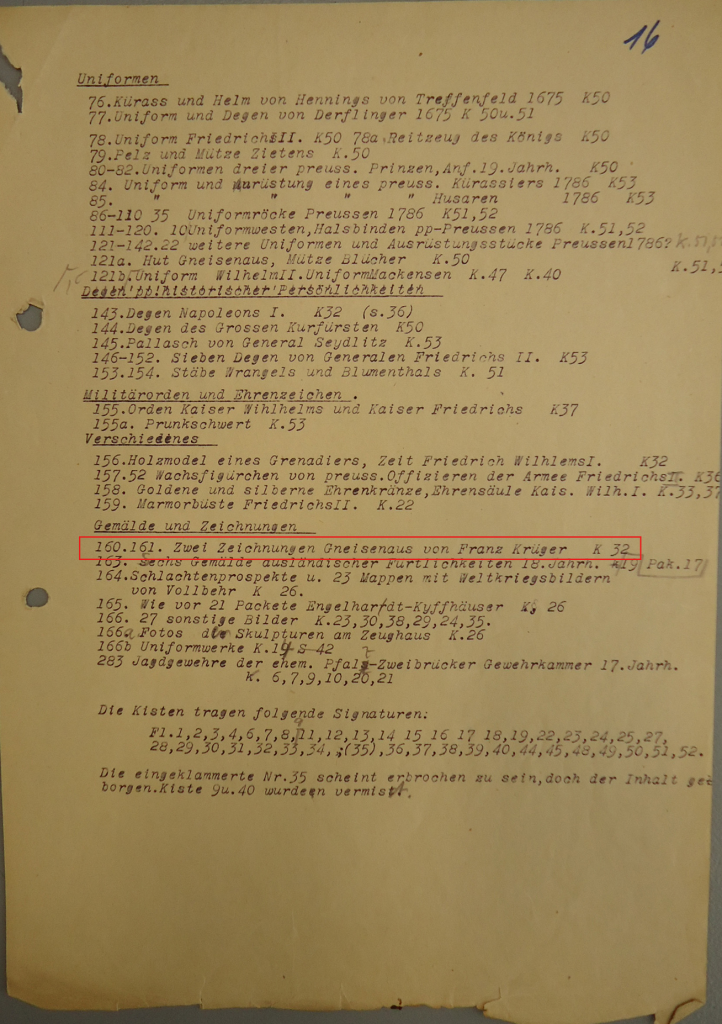 16
Uniformen
76.Kürass und Helm von Hennings von Treffenfeld 1675 K50
77.Uniform und Degen von Derflinger 1675 K 50u.51
78.Uniform FriedrichsII. K50 78a.Reitzeug des Königs K50
79.Pelz und Mütze Zietens K.50
80-82.Uniformen dreier preuss. Prinzen,Anf.19.Jahrh. K50
84. Uniform und urüstung eines preuss. Kürassiers 1786 K53
85. " " " " Husaren 1786 K53
86-110 35 Uniformröcke Preussen 1786 K51,52
111-120. 10Uniformwesten,Halsbinden pp-Preussen 1786 K.51,52
121-142.22 weitere Uniformen und Ausrüstungsstücke Preussen1786?
121a. Hut Gneisenaus, Mütze Blücher K.50 K.51,5
121b.Uniform WilhelmII.UniformMackensen K.47 K.40
Degen pp.historischer Persönlichkeiten
143.Degen Napoleons I. K32 (s.36)
144.Degen des Grossen Kurfürsten K50
145.Pallasch von General Seydlitz K.53
146-152. Sieben Degen von Generalen Friedrichs II. K53
153.154. Stäbe Wrangels und Blumenthals K. 51
Militärorden und Ehrenzeichen .
155.Orden Kaiser Wihlhelms und Kaiser Friedrichs K37
155a. Prunkschwert K.53
Verschiedenes
156.Holzmodel eines Grenadiers, Zeit Friedrich WilhlemsI. K32
157.52 Wachsfigürchen von preuss.Offizieren der Armee FriedrichsII. K36
158. Goldene und silberne Ehrenkränze,Ehrensäule Kais. Wilh.I. K.33,37
159. Marmorbüste FriedrichsII. K.22
Gemälde und Zeichnungen
160.161. Zwei Zeichnungen Gneisenaus von Franz Krüger K 32
163. Sechs Gemälde ausländischer Fürtlichkeiten 18.Jahrh. K19 Pak.17
164.Schlachtenprospekte u. 23 Mappen mit Weltkriegsbildern
von Vollbehr K 26.
165. Wie vor 21 Packete Engelhardt-Kyffhäuser K. 26
166. 27 sonstige Bilder K.23,30,38,29,24,35.
166a Fotos der Skulpturen am Zeughaus K.26
166b Uniformwerke K.19 S 42
283 Jagdgewehre der ehem. Pfalz-Zweibrücker Gewehrkammer 17.Jahrh.
K. 6,7,9,10,20,21
Die Kisten tragen folgende Signaturen:
Fl.1,2,3,4,6,7,8,11,12,13,14 15 16 17 18,19,22,23,24,25,27,
28,29,30,31,32,33,34,,(35),36,37,38,39,40,44,45,48,49,50,51,52.
Die eingeklammerte Nr.35 scheint erbrochen zu sein,doch der Inhalt ge
borgen.Kiste 9u.40 wurden vermisst.